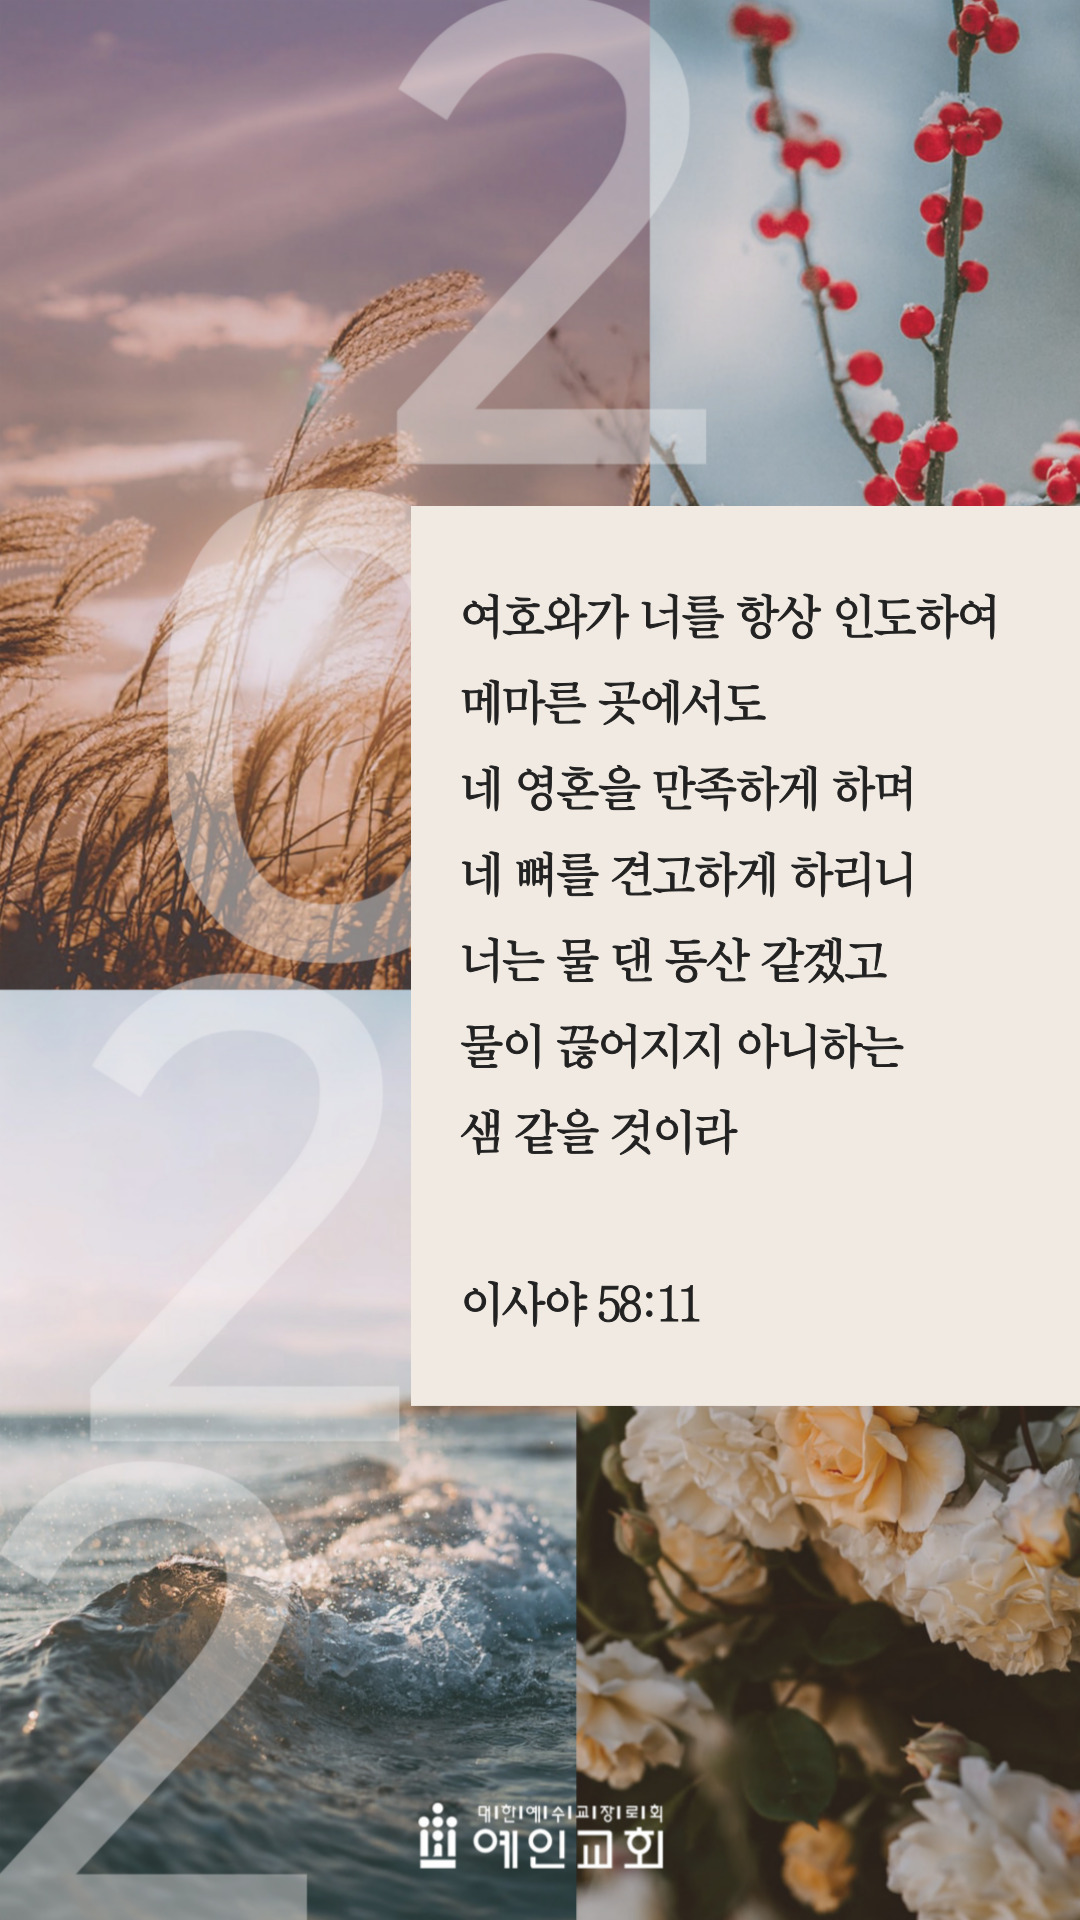 2
0
2
2
여호와가 너를 항상 인도하여
메마른 곳에서도
네 영혼을 만족하게 하며
네 뼈를 견고하게 하리니
너는 물 댄 동산 같겠고
물이 끊어지지 아니하는
샘 같을 것이라
이사야 58:11
대한예수교장로회
예인교회